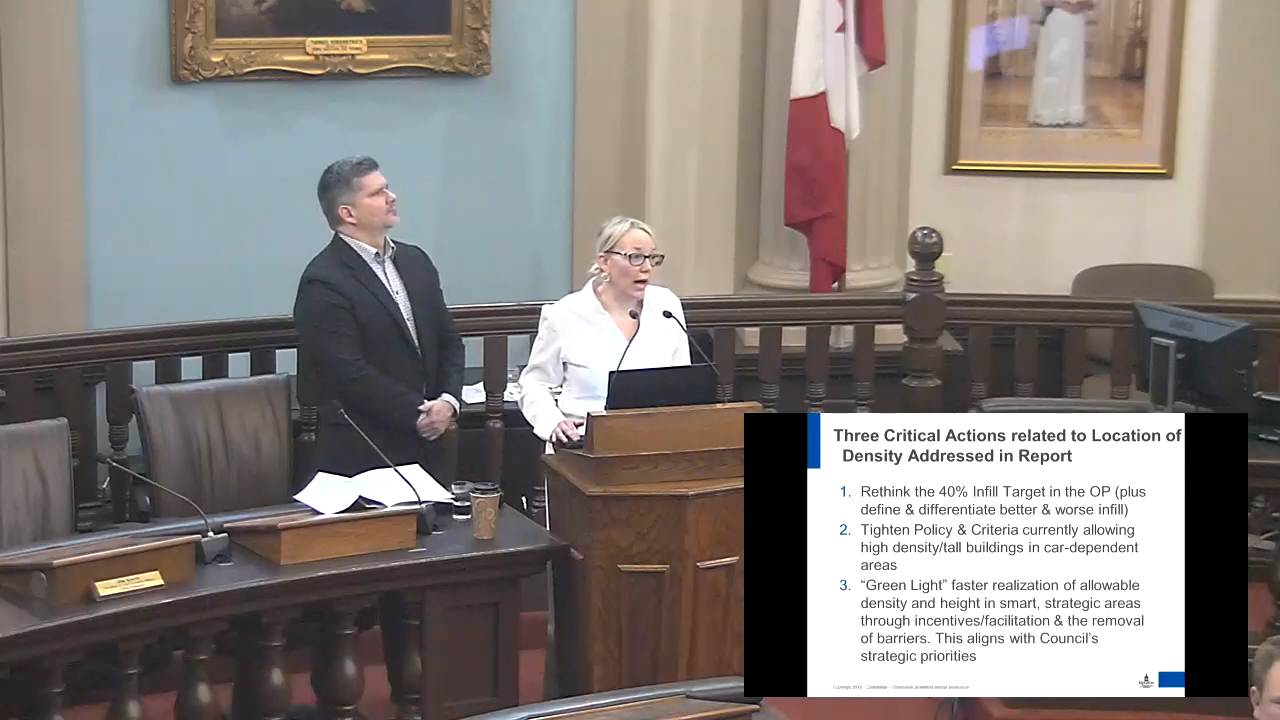 Three Critical Actions related to Location of
Density Addressed in Report
1. Rethink the 40% Infill Target in the OP (plus
define & differentiate better & worse infill)
2. Tighten Policy & Criteria currently allowing
high density/tall buildings in car-dependent
areas
3. “Green Light” faster realization of allowable
density and height in smart, strategic areas
through incentives/facilitation & the removal
of barriers. This aligns with Council’s
strategic priorities